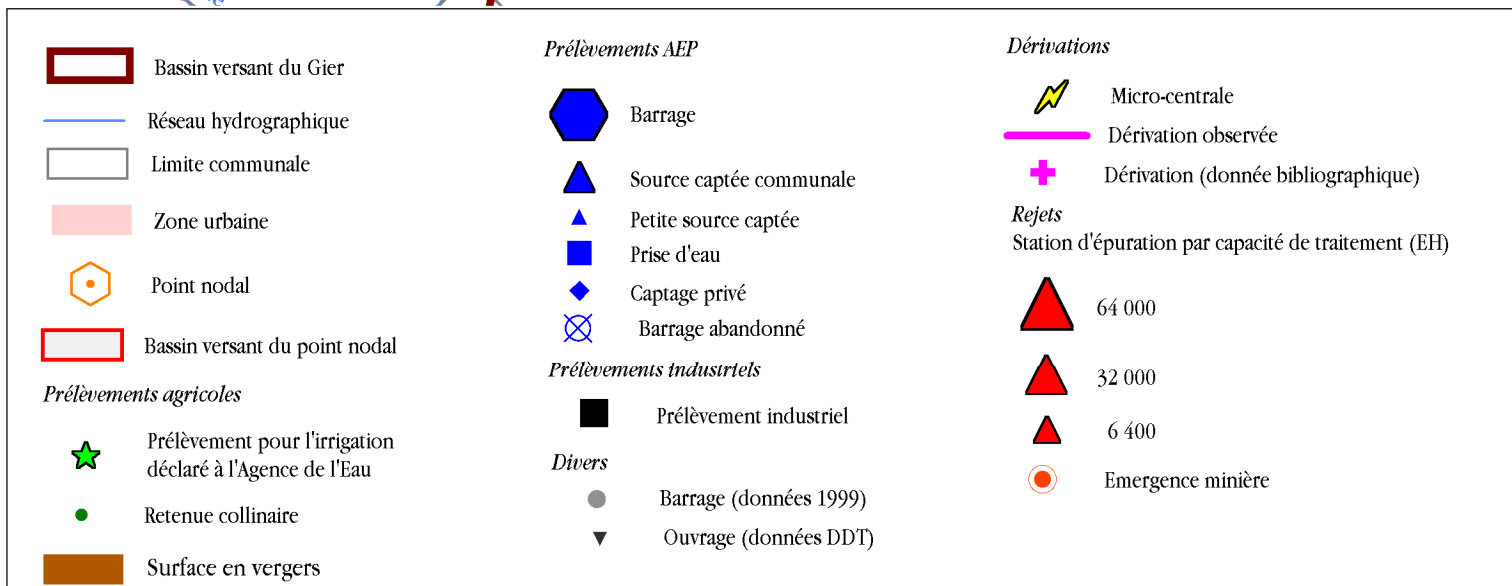 Bassin versant du Gier
Réseau hydrographique
Limite communale
Zone urbaine
Point nodal
Bassin versant du point nodal
Prélèvements agricoles
Prélèvement pour l'irrigation
déclaré à l'Agence de l'Eau
Retenue collinaire
Surface en vergers
Prélèvements AEP
Barrage
Source captée communale
Petite source captée
Prise d'eau
Captage privé
Barrage abandonné
Prélèvements industriels
Prélèvement industriel
Divers
Barrage (données 1999)
Ouvrage (données DDT)
Dérivations
Micro-centrale
Dérivation observée
Dérivation (donnée bibliographique)
Rejets
Station d'épuration par capacité de traitement (EH)
64 000
32 000
6 400
Emergence minière